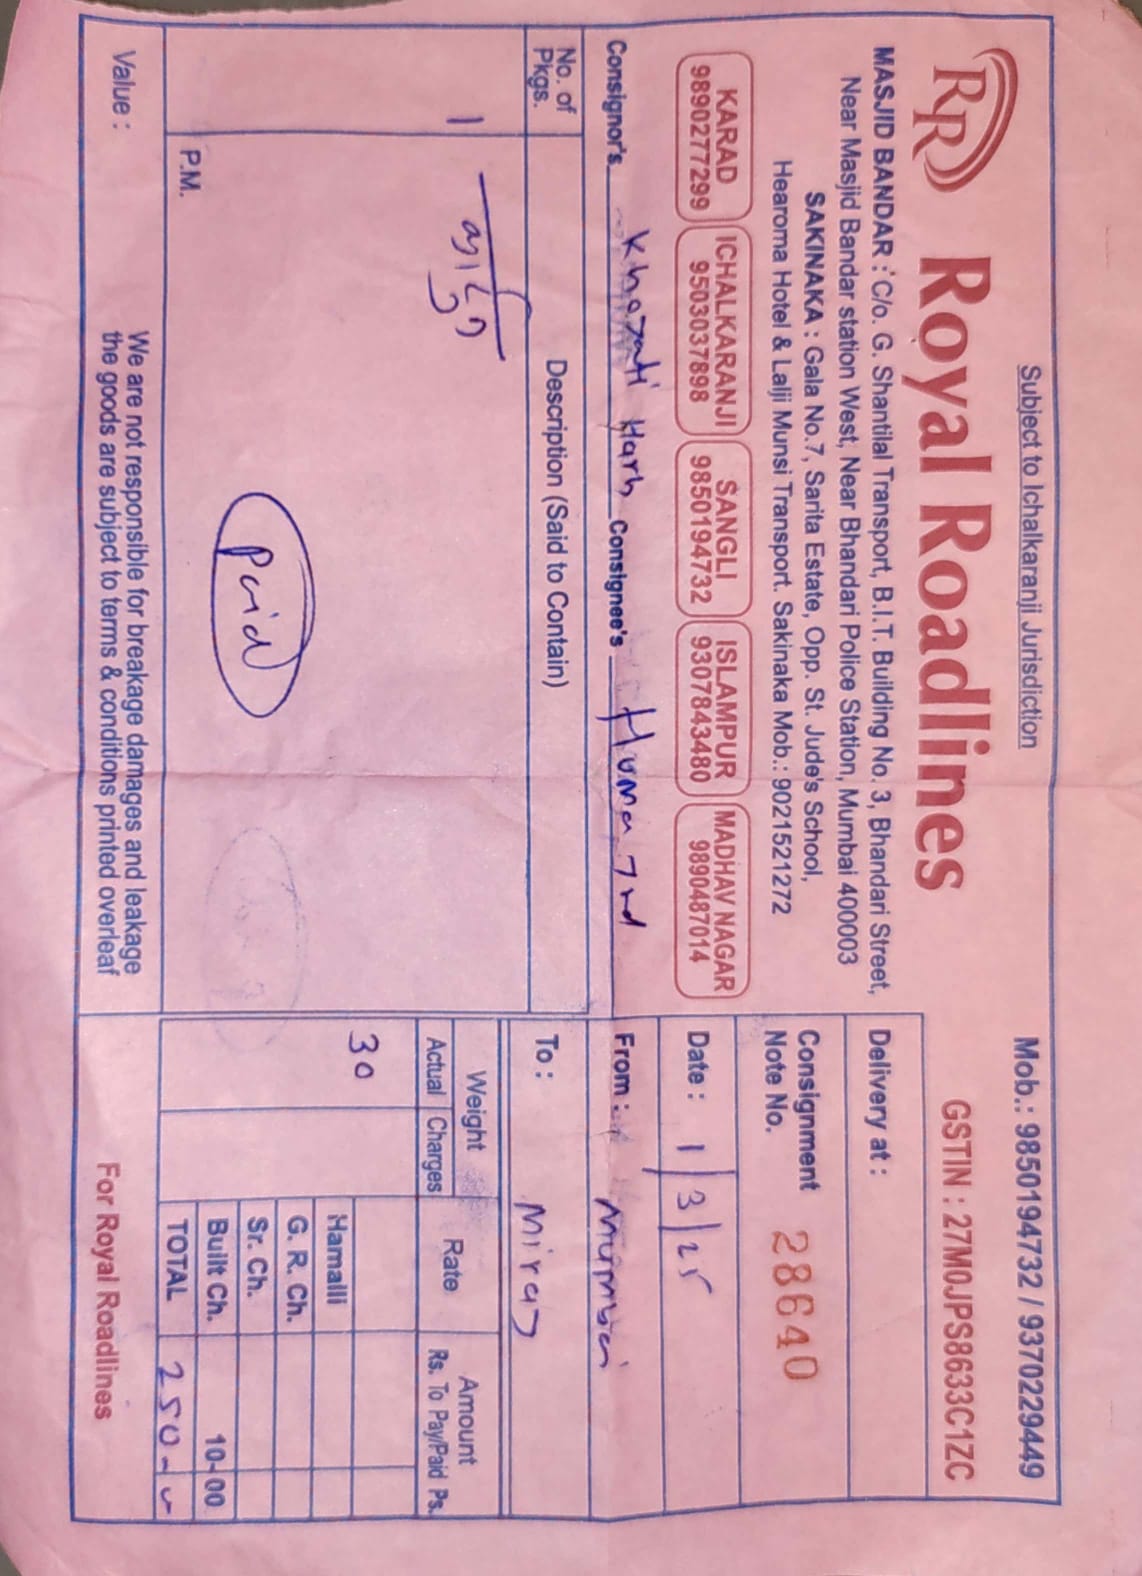 Subject to Ichalkaranji Jurisdiction
Mob.: 9850194732 / 9370229449
RR Royal Roadlines
GSTIN : 27MOJPS8633C1ZC
MASJID BANDAR : C/o. G. Shantilal Transport, B.I.T. Building No. 3, Bhandari Street,
Near Masjid Bandar station West, Near Bhandari Police Station, Mumbai 400003
SAKINAKA : Gala No.7, Sarita Estate, Opp. St. Jude's School,
Hearoma Hotel & Lalji Munsi Transport. Sakinaka Mob.: 9021521272
KARAD
9890277299
ICHALKARANJI
9503037898
SANGLI
9850194732
ISLAMPUR
9307843480
MADHAV NAGAR
9890487014
Delivery at :
Consignment
Note No. 28640
Date : 1/3/25
Consignor's Khajati Harb Consignee's Huma Ind
From : Mumbai
To : Miraj
No. of
Pkgs.
Description (Said to Contain)
Weight
Actual Charges
Rate
Amount
Rs. To Pay/Paid Ps.
1
30
Paid
Hamalli
G. R. Ch.
Sr. Ch.
Built Ch. 10-00
TOTAL 250-
P.M.
Value :
We are not responsible for breakage damages and leakage
the goods are subject to terms & conditions printed overleaf
For Royal Roadlines